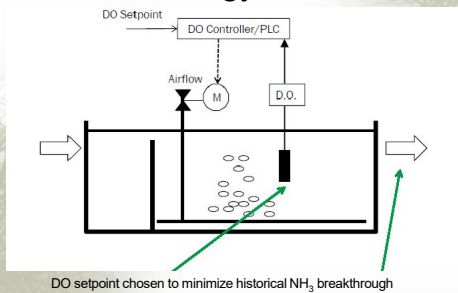 DO Setpoint
DO Controller/PLC
Airflow
M
D.O.
DO setpoint chosen to minimize historical NH₃ breakthrough